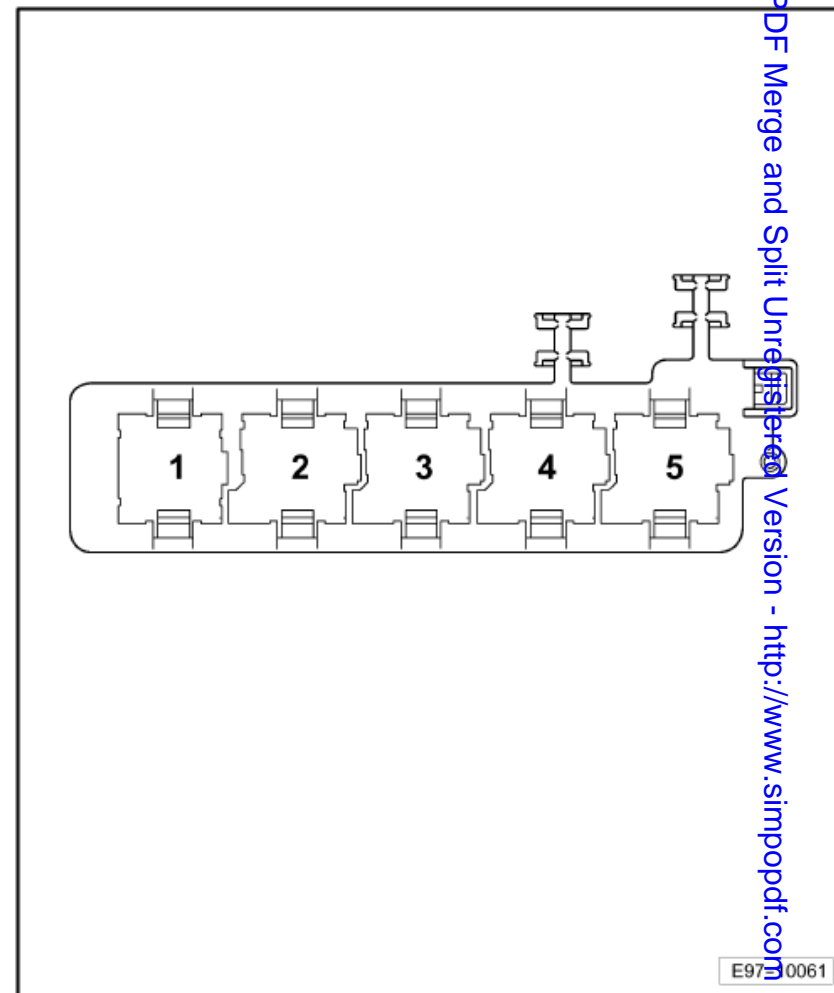 1 2 3 4 5
PDF Merge and Split Unregistered Version - http://www.simpopdf.com
E97-10061